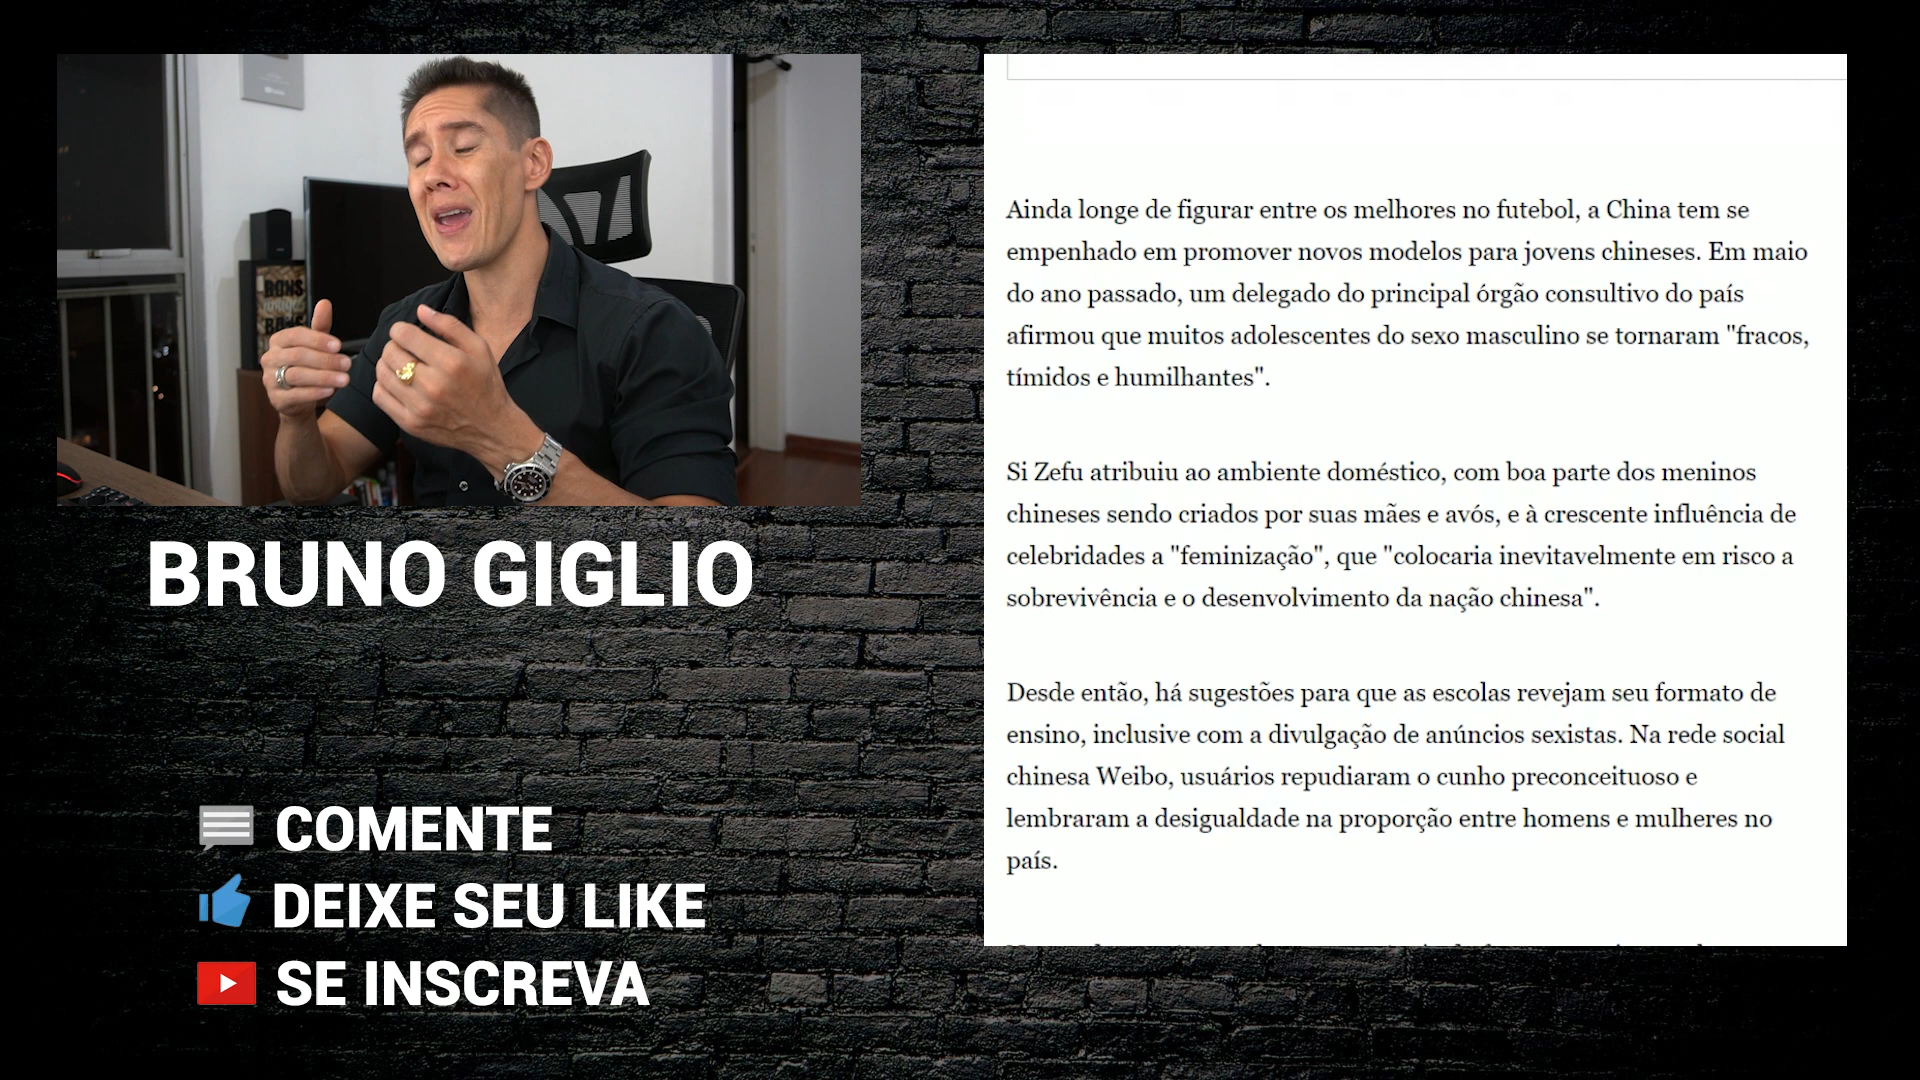 BRUNO GIGLIO
COMENTE
DEIXE SEU LIKE
SE INSCREVA
Ainda longe de figurar entre os melhores no futebol, a China tem se
empenhado em promover novos modelos para jovens chineses. Em maio
do ano passado, um delegado do principal órgão consultivo do país
afirmou que muitos adolescentes do sexo masculino se tornaram "fracos,
tímidos e humilhantes".
Si Zefu atribuiu ao ambiente doméstico, com boa parte dos meninos
chineses sendo criados por suas mães e avós, e à crescente influência de
celebridades a "feminização", que "colocaria inevitavelmente em risco a
sobrevivência e o desenvolvimento da nação chinesa".
Desde então, há sugestões para que as escolas revejam seu formato de
ensino, inclusive com a divulgação de anúncios sexistas. Na rede social
chinesa Weibo, usuários repudiaram o cunho preconceituoso e
lembraram a desigualdade na proporção entre homens e mulheres no
país.